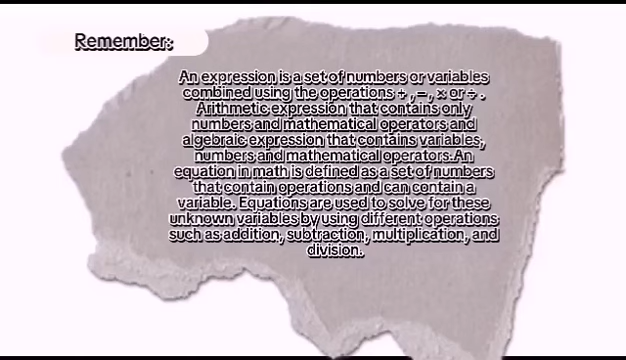 Remember:
An expression is a set of numbers or variables
combined using the operations + , – , x or ÷ .
Arithmetic expression that contains only
numbers and mathematical operators and
algebraic expression that contains variables,
numbers and mathematical operators.An
equation in math is defined as a set of numbers
that contain operations and can contain a
variable. Equations are used to solve for these
unknown variables by using different operations
such as addition, subtraction, multiplication, and
division.